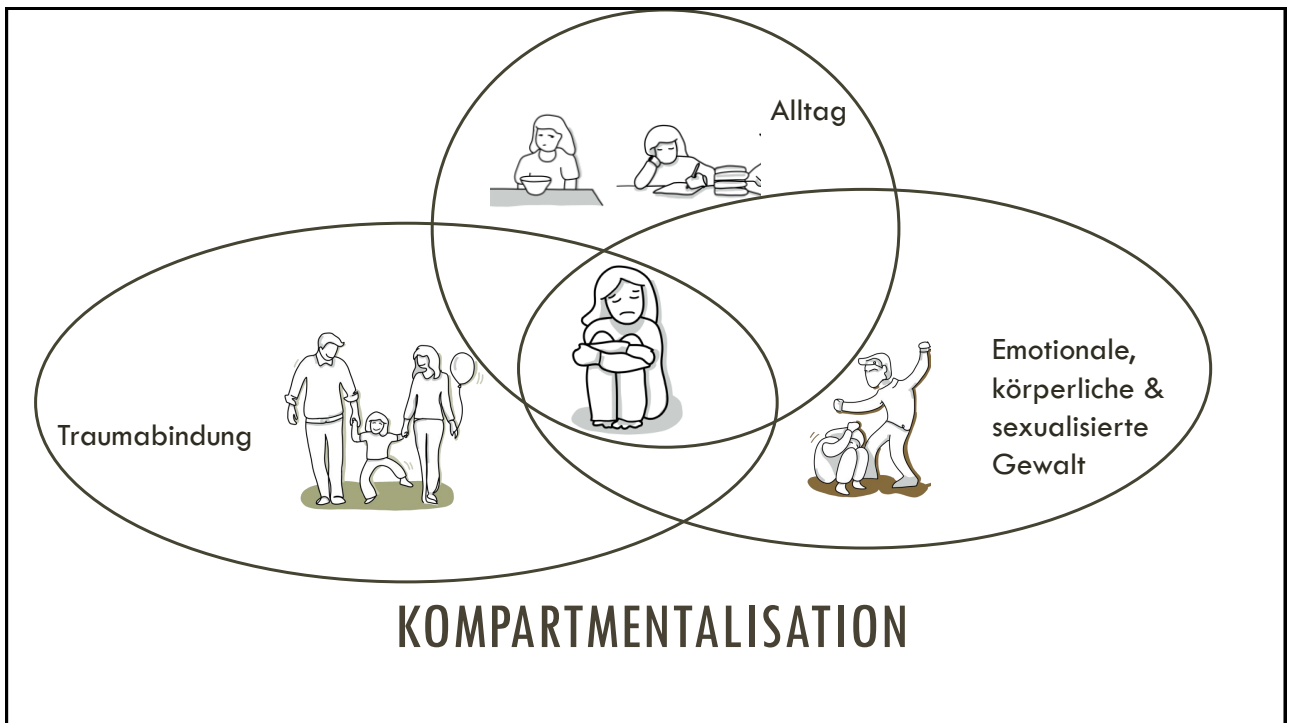 Alltag
Emotionale,
körperliche &
sexualisierte
Gewalt
Traumabindung
KOMPARTMENTALISATION